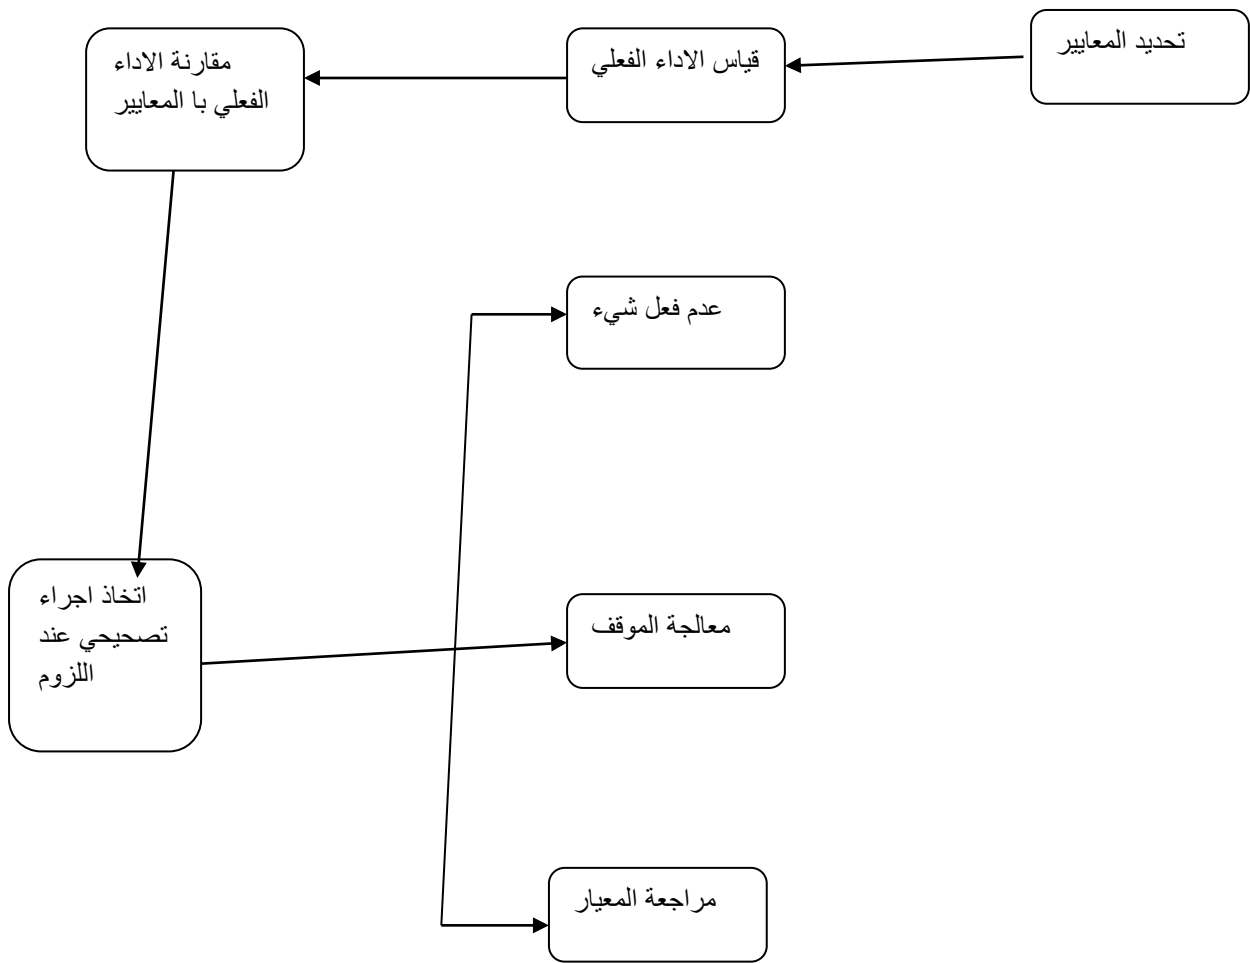 تحديد المعايير
قياس الاداء الفعلي
مقارنة الاداء
الفعلي با المعايير
عدم فعل شيء
اتخاذ اجراء
تصحيحي عند
اللزوم
معالجة الموقف
مراجعة المعيار